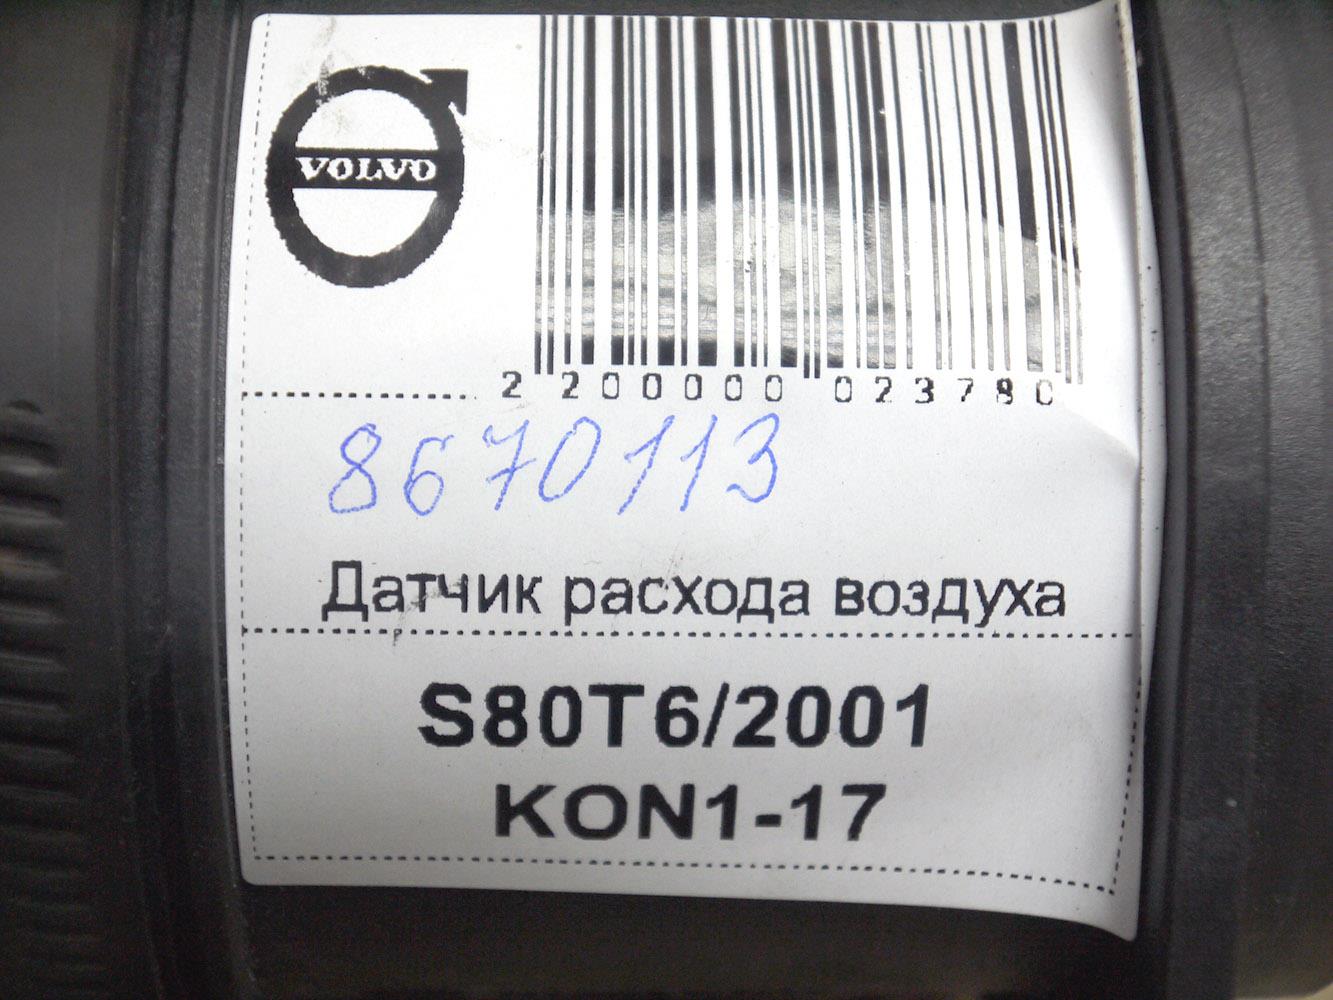 VOLVO
2 200000 023780
8670113
Датчик расхода воздуха
S80T6/2001
KON1-17